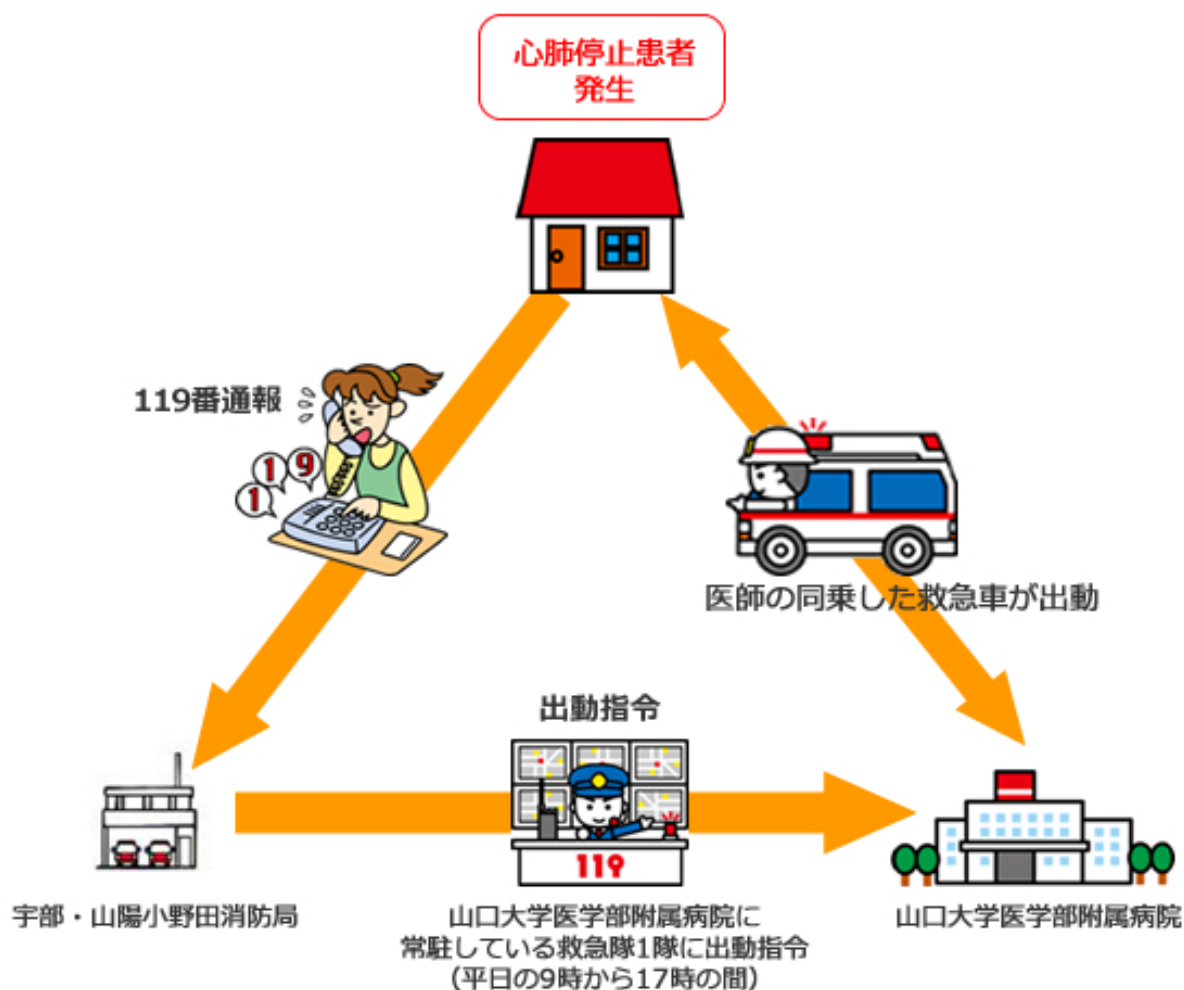 心肺停止患者
発生
119番通報
1
1
9
医師の同乗した救急車が出動
出動指令
119
宇部・山陽小野田消防局
山口大学医学部附属病院に
常駐している救急隊1隊に出動指令
（平日の9時から17時の間）
山口大学医学部附属病院